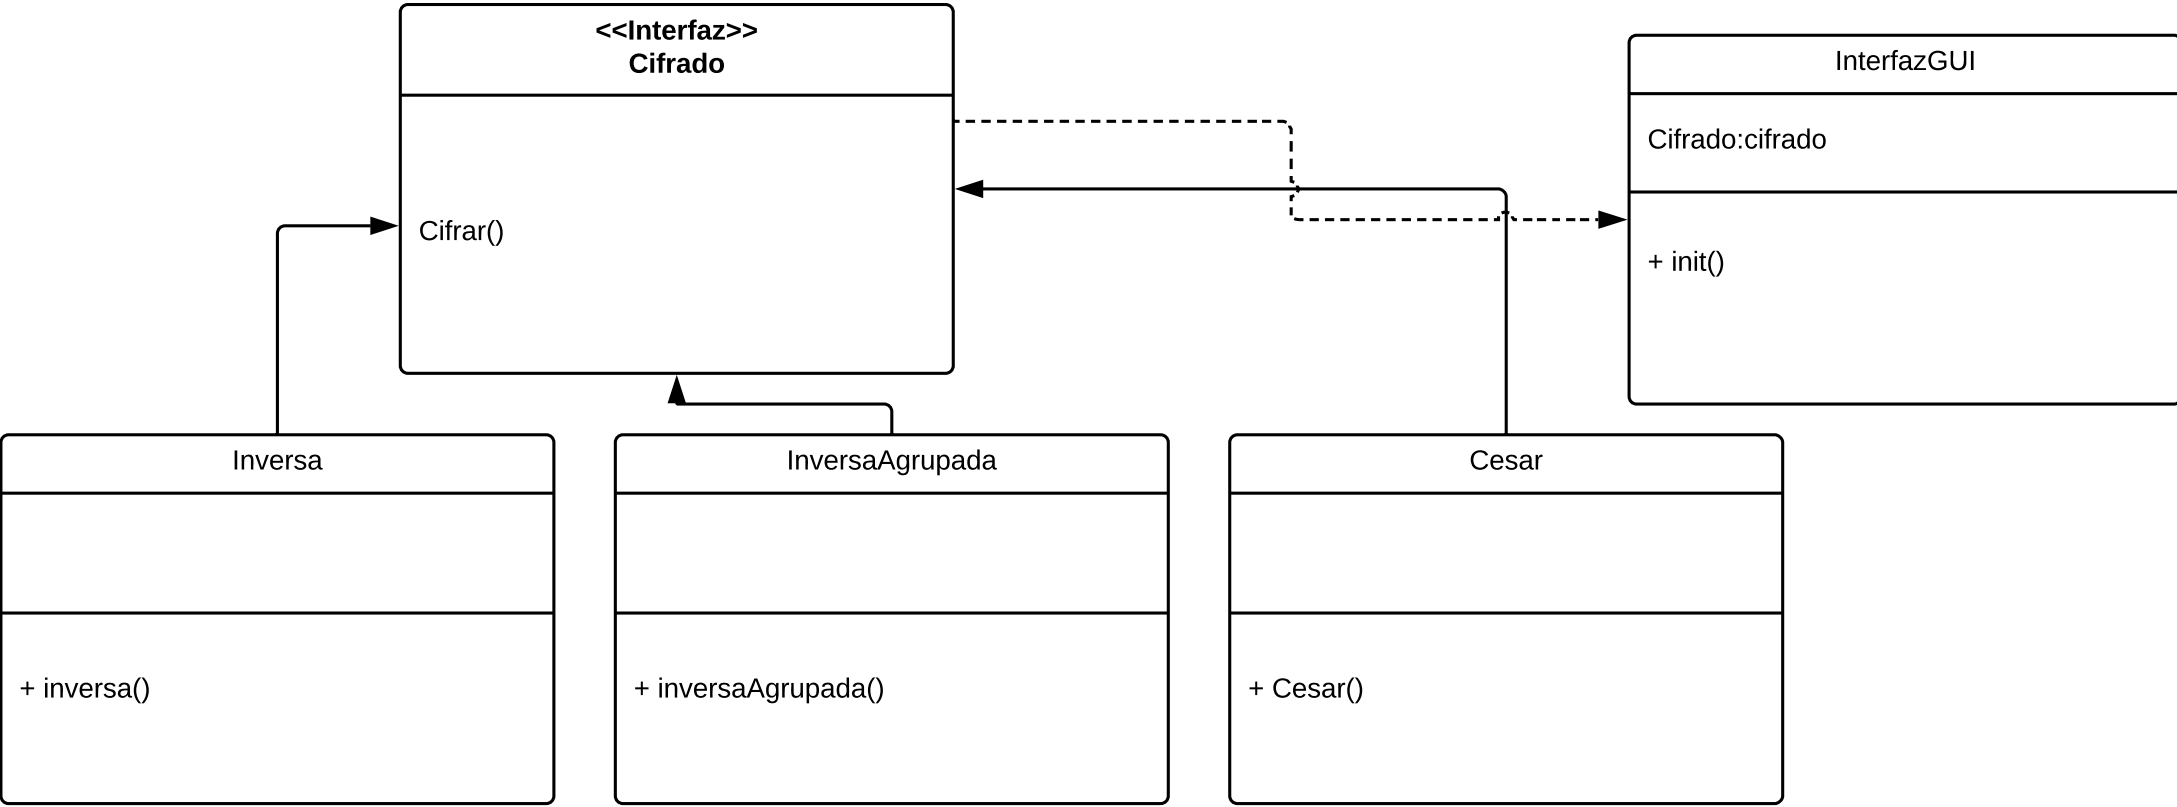 <<Interfaz>>
Cifrado
Cifrar()
InterfazGUI
Cifrado:cifrado
+ init()
Inversa
+ inversa()
InversaAgrupada
+ inversaAgrupada()
Cesar
+ Cesar()